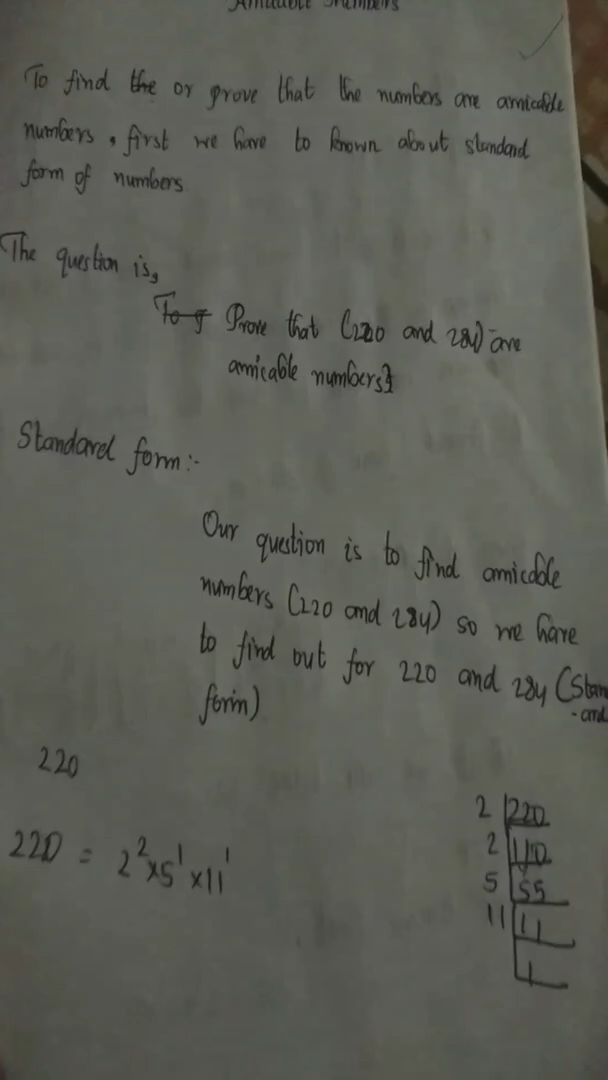 Amicable Numbers
To find the or prove that the numbers are amicable
numbers, first we have to known about standard
form of numbers
The question is,
To g Prove that (220 and 284) are
amicable numbers}
Standard form:-
Our question is to find amicable
numbers (220 and 284) so we have
to find out for 220 and 284 (Stan
-ard
form)
220
220 = 2² x 5¹ x 11¹
2 220
2 110
5 55
11 11
1